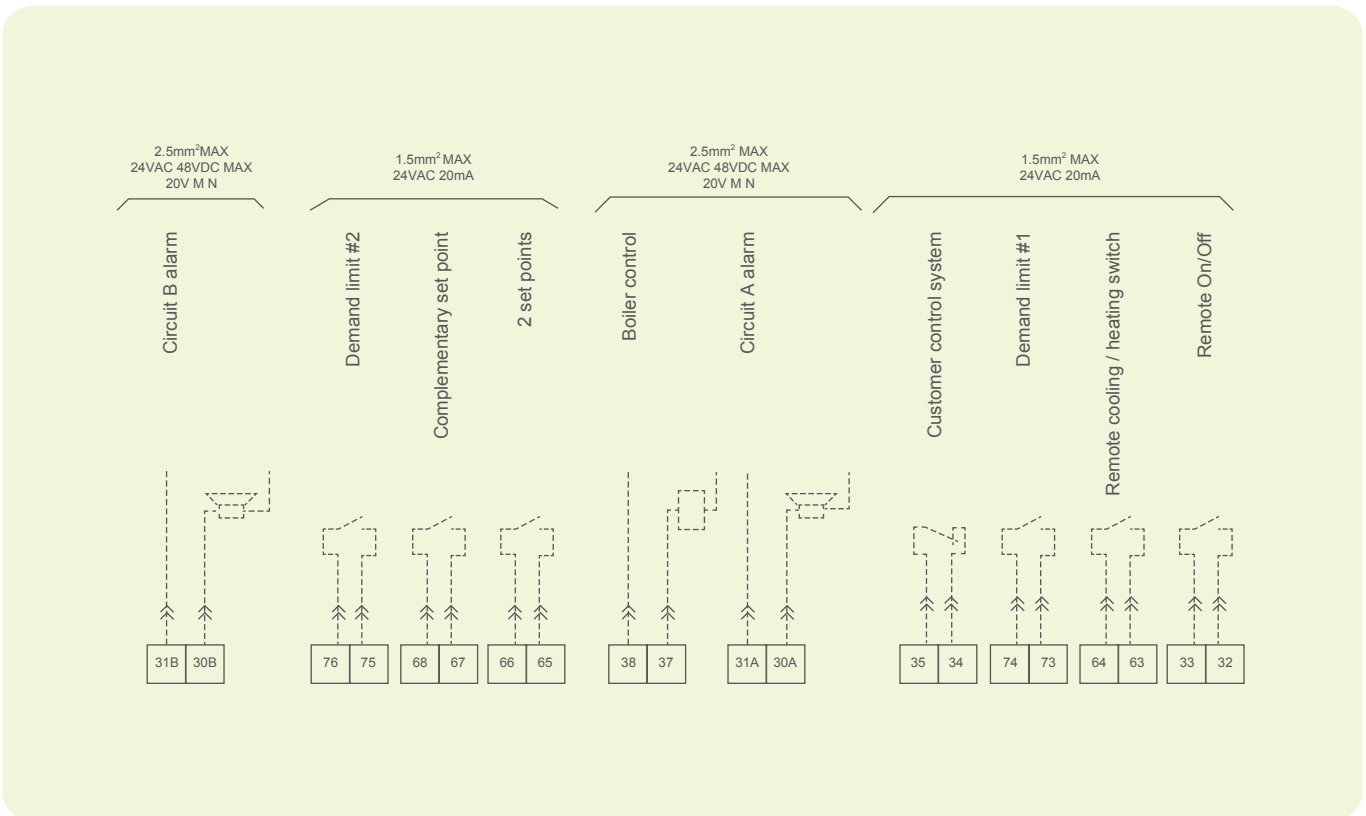 2.5mm²MAX
24VAC 48VDC MAX
20V M N
1.5mm² MAX
24VAC 20mA
2.5mm² MAX
24VAC 48VDC MAX
20V M N
1.5mm² MAX
24VAC 20mA
Circuit B alarm
Demand limit #2
Complementary set point
2 set points
Boiler control
Circuit A alarm
Customer control system
Demand limit #1
Remote cooling / heating switch
Remote On/Off
31B 30B
76 75
68 67
66 65
38 37
31A 30A
35 34
74 73
64 63
33 32